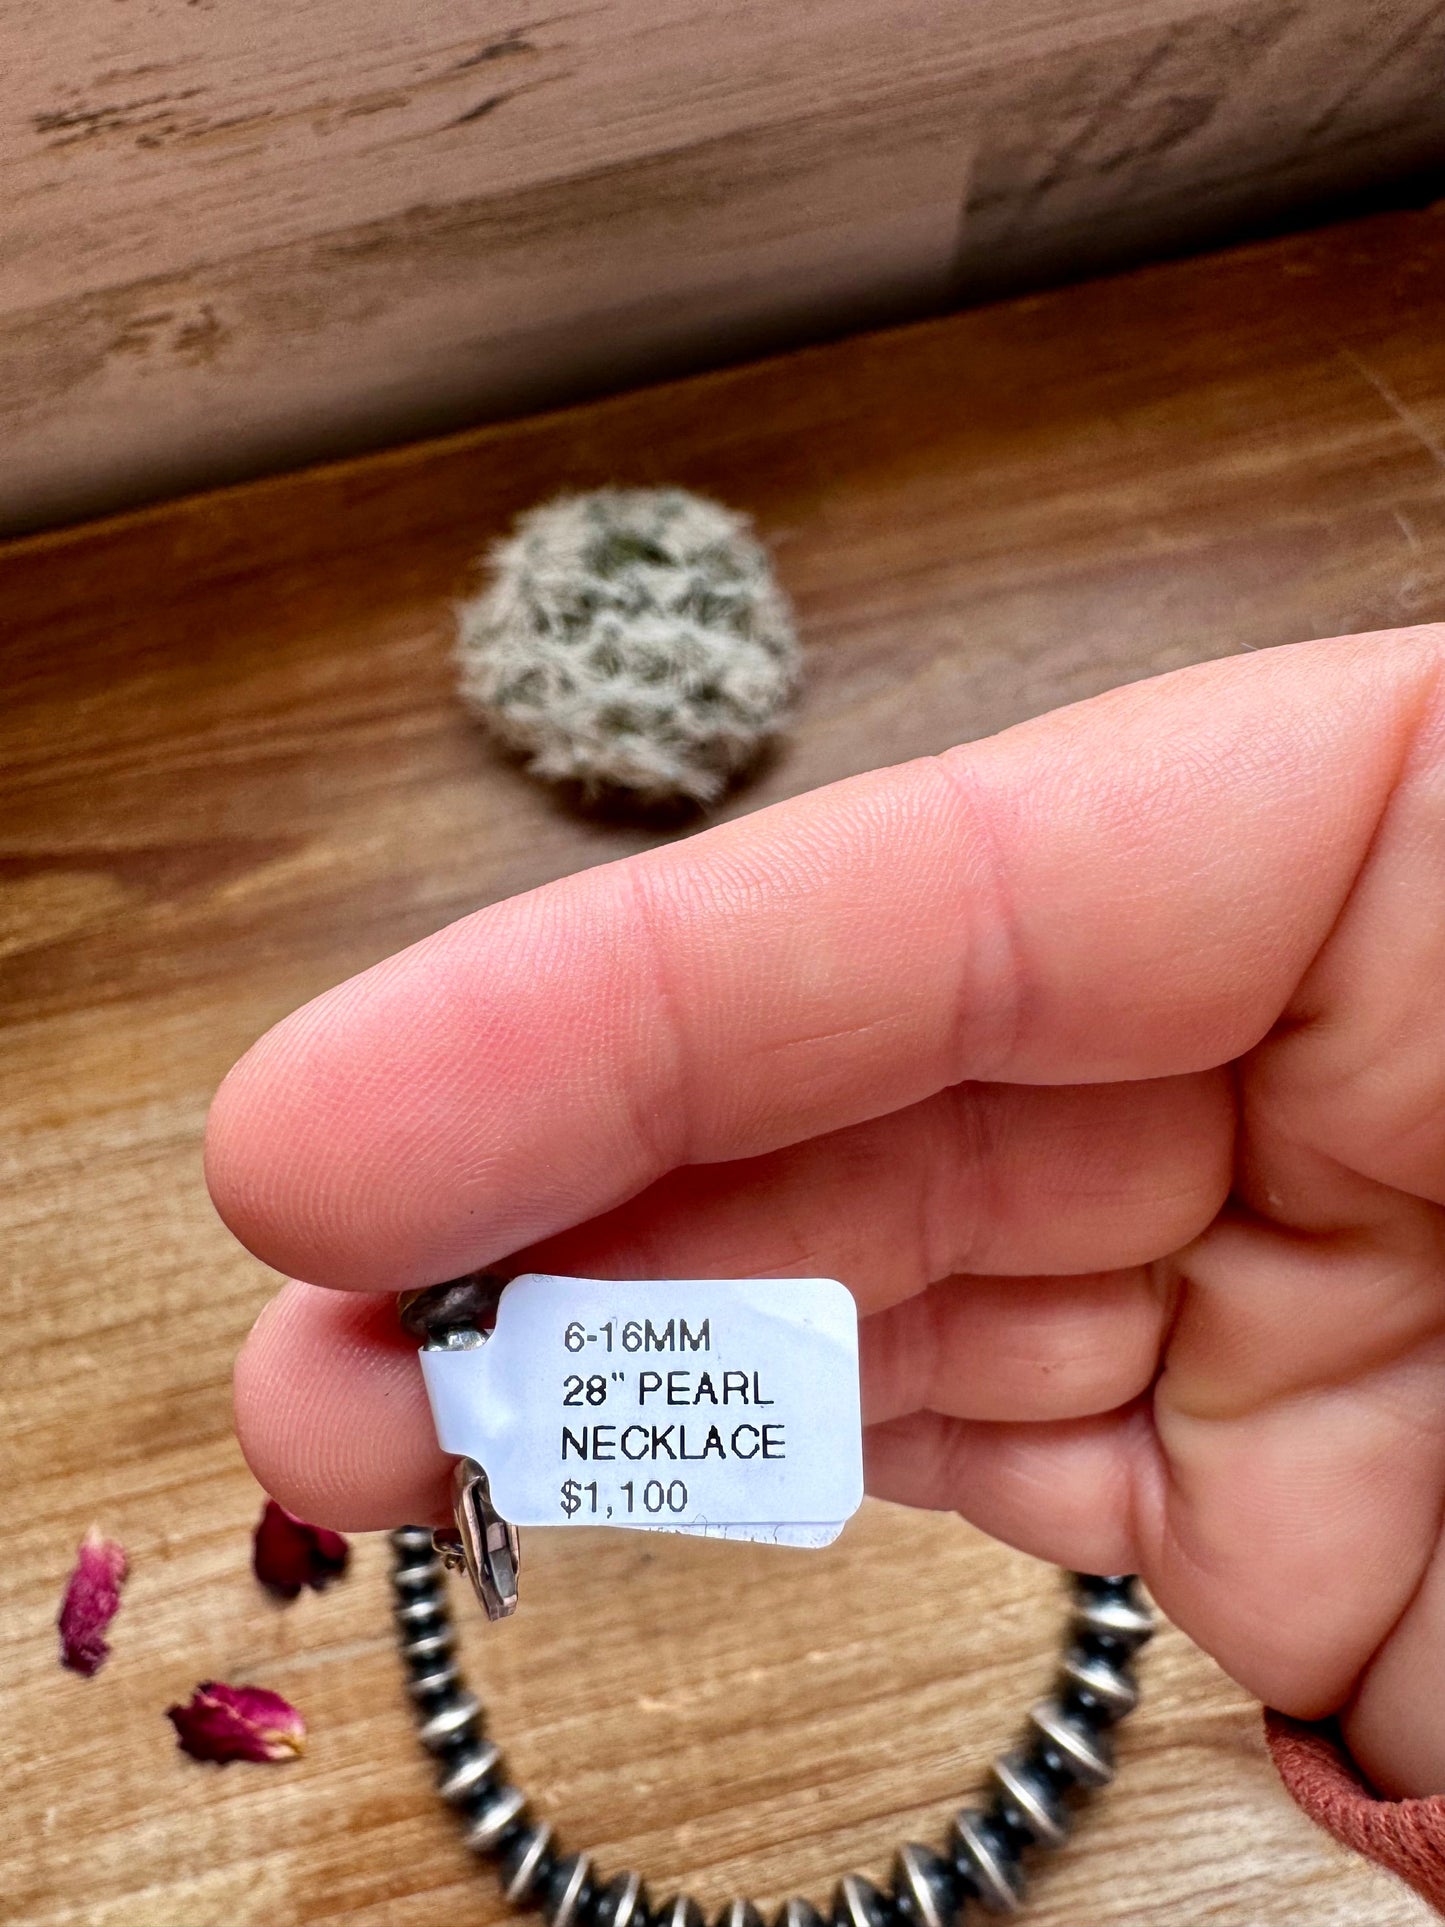 6-16MM
28" PEARL
NECKLACE
$1,100